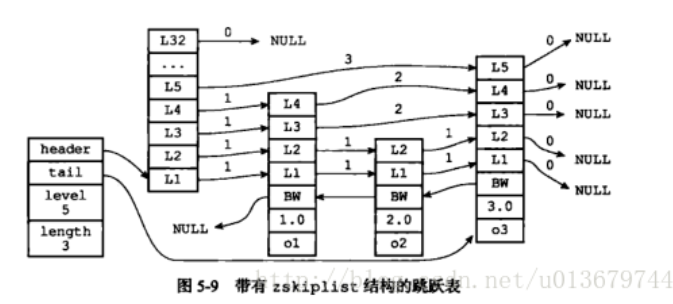 L32 0 NULL
...
L5 3 L5 0 NULL
L4 1 L4 2 L4 0 NULL
L3 1 L3 2 L3 0 NULL
L2 1 L2 1 L2 1 L2 0 NULL
L1 1 L1 1 L1 1 L1 0 NULL
header
tail
level
5
length
3
NULL BW BW BW
1.0 2.0 3.0
o1 o2 o3
图 5-9 带有 zskiplist 结构的跳跃表
http://blog.csdn.net/u013679744